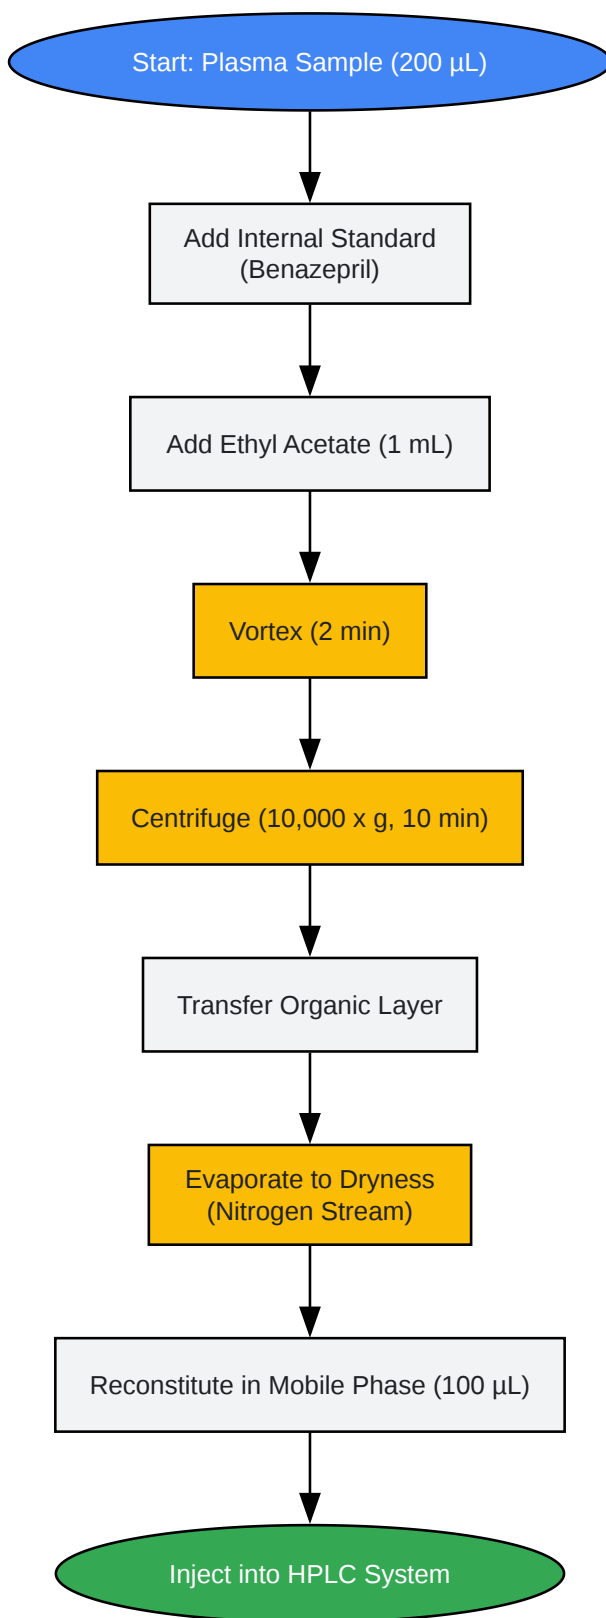 Start: Plasma Sample (200 µL)
Add Internal Standard
(Benazepril)
Add Ethyl Acetate (1 mL)
Vortex (2 min)
Centrifuge (10,000 x g, 10 min)
Transfer Organic Layer
Evaporate to Dryness
(Nitrogen Stream)
Reconstitute in Mobile Phase (100 µL)
Inject into HPLC System